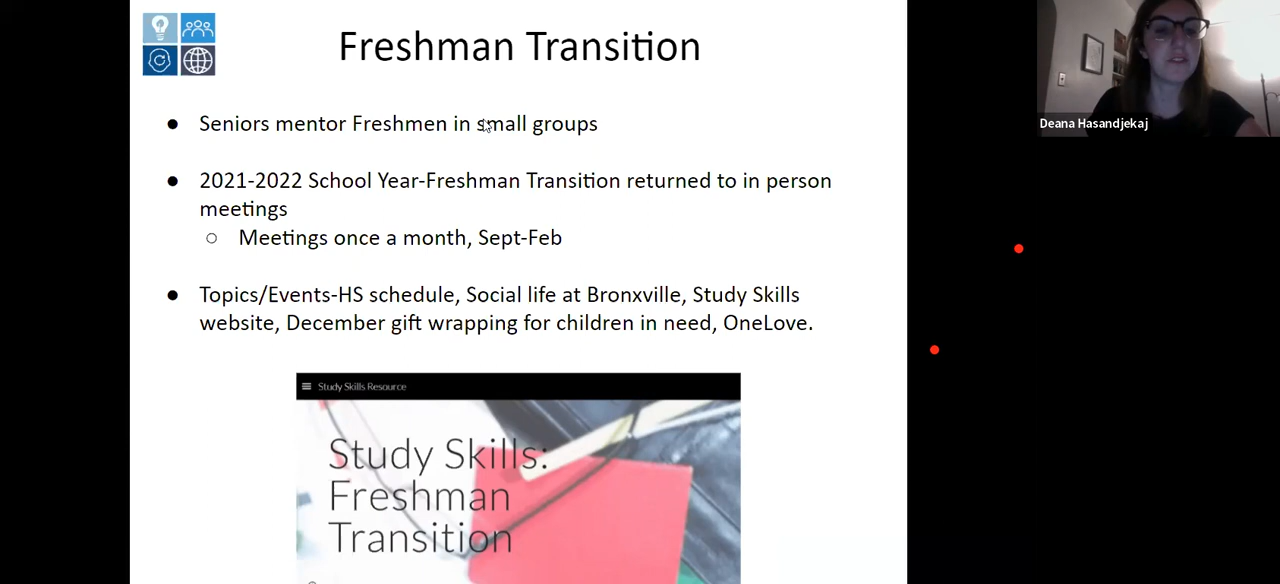 Freshman Transition
Deana Hasandjekaj
● Seniors mentor Freshmen in small groups
● 2021-2022 School Year-Freshman Transition returned to in person
meetings
○ Meetings once a month, Sept-Feb
● Topics/Events-HS schedule, Social life at Bronxville, Study Skills
website, December gift wrapping for children in need, OneLove.
Study Skills Resource
Study Skills:
Freshman
Transition